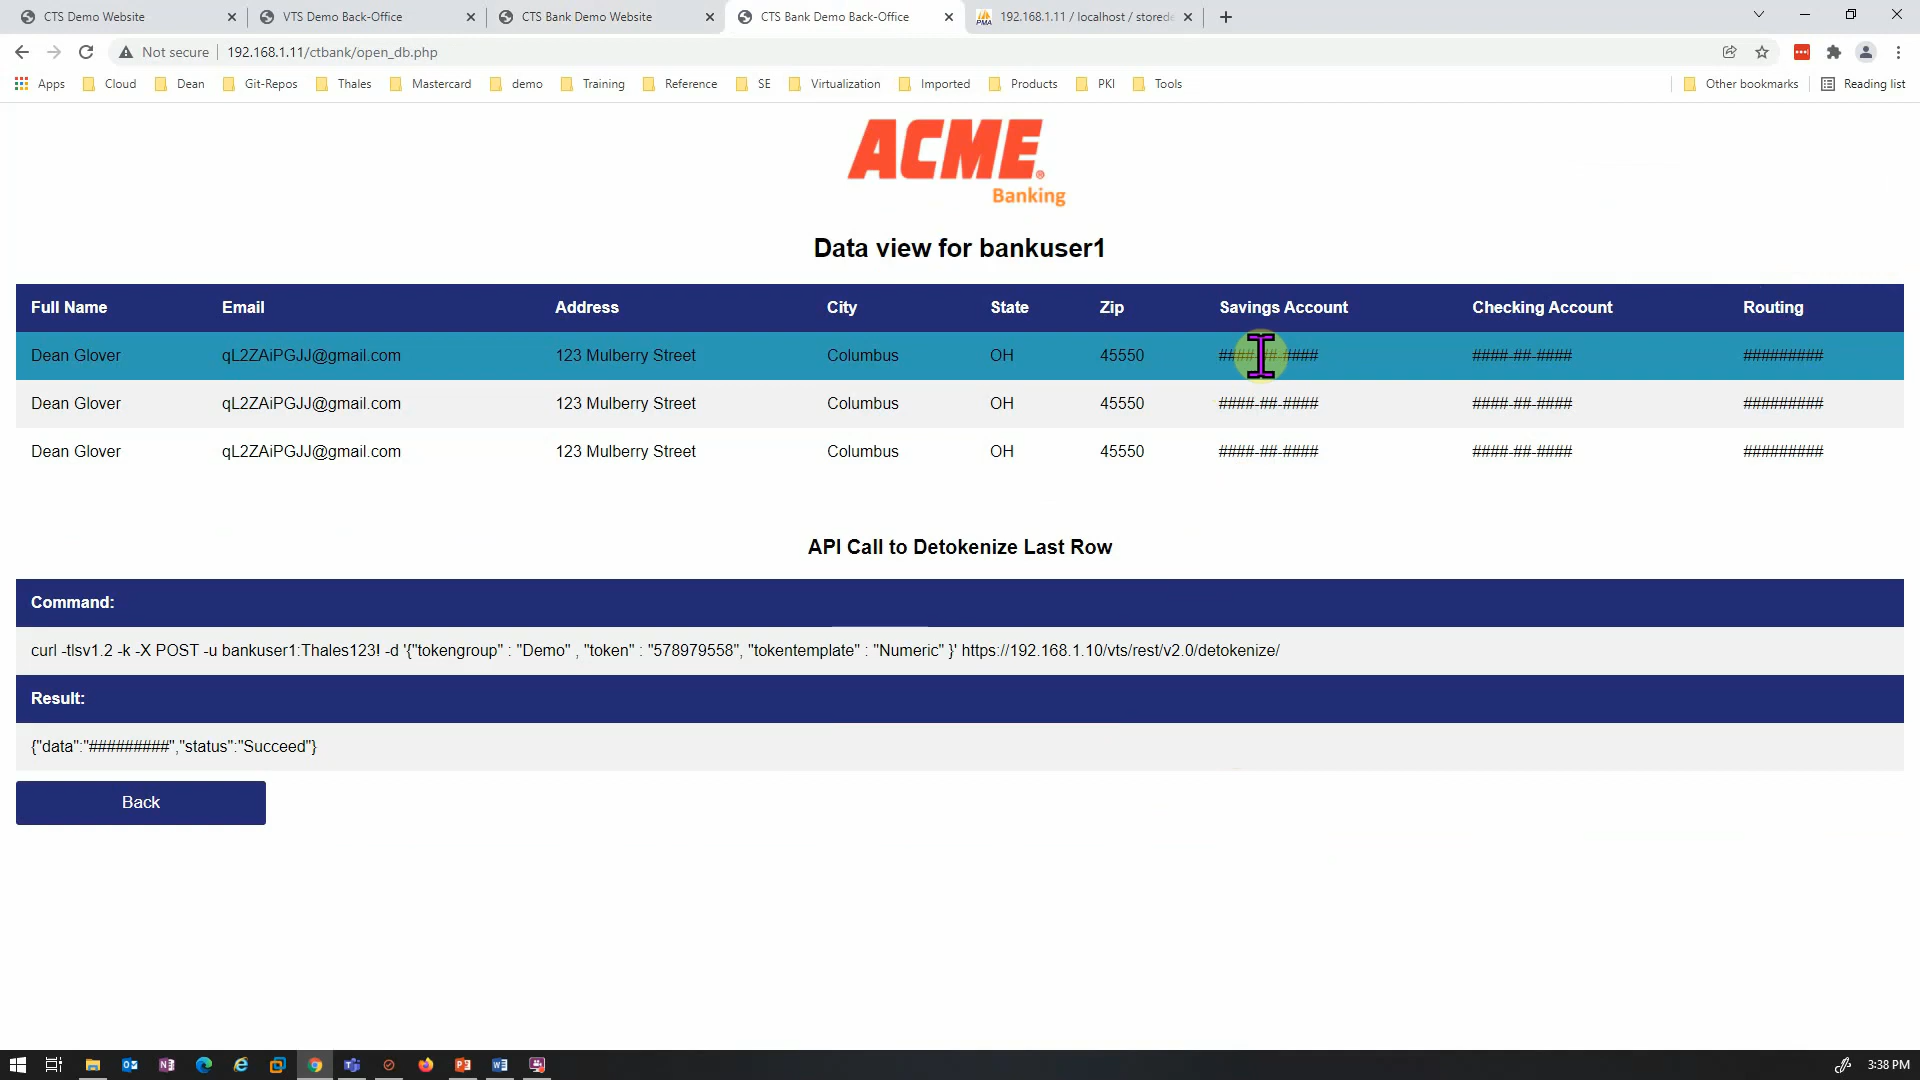 CTS Demo Website
VTS Demo Back-Office
CTS Bank Demo Website
CTS Bank Demo Back-Office
PMA 192.168.1.11 / localhost / storede
Not secure 192.168.1.11/ctbank/open_db.php
Apps Cloud Dean Git-Repos Thales Mastercard demo Training Reference SE Virtualization Imported Products PKI Tools Other bookmarks Reading list
ACME®
Banking
Data view for bankuser1
Full Name Email Address City State Zip Savings Account Checking Account Routing
Dean Glover qL2ZAiPGJJ@gmail.com 123 Mulberry Street Columbus OH 45550 ####-##-#### ####-##-#### #########
Dean Glover qL2ZAiPGJJ@gmail.com 123 Mulberry Street Columbus OH 45550 ####-##-#### ####-##-#### #########
Dean Glover qL2ZAiPGJJ@gmail.com 123 Mulberry Street Columbus OH 45550 ####-##-#### ####-##-#### #########
API Call to Detokenize Last Row
Command:
curl -tlsv1.2 -k -X POST -u bankuser1:Thales123! -d '{"tokengroup" : "Demo" , "token" : "578979558", "tokentemplate" : "Numeric" }' https://192.168.1.10/vts/rest/v2.0/detokenize/
Result:
{"data":"#########","status":"Succeed"}
Back
3:38 PM